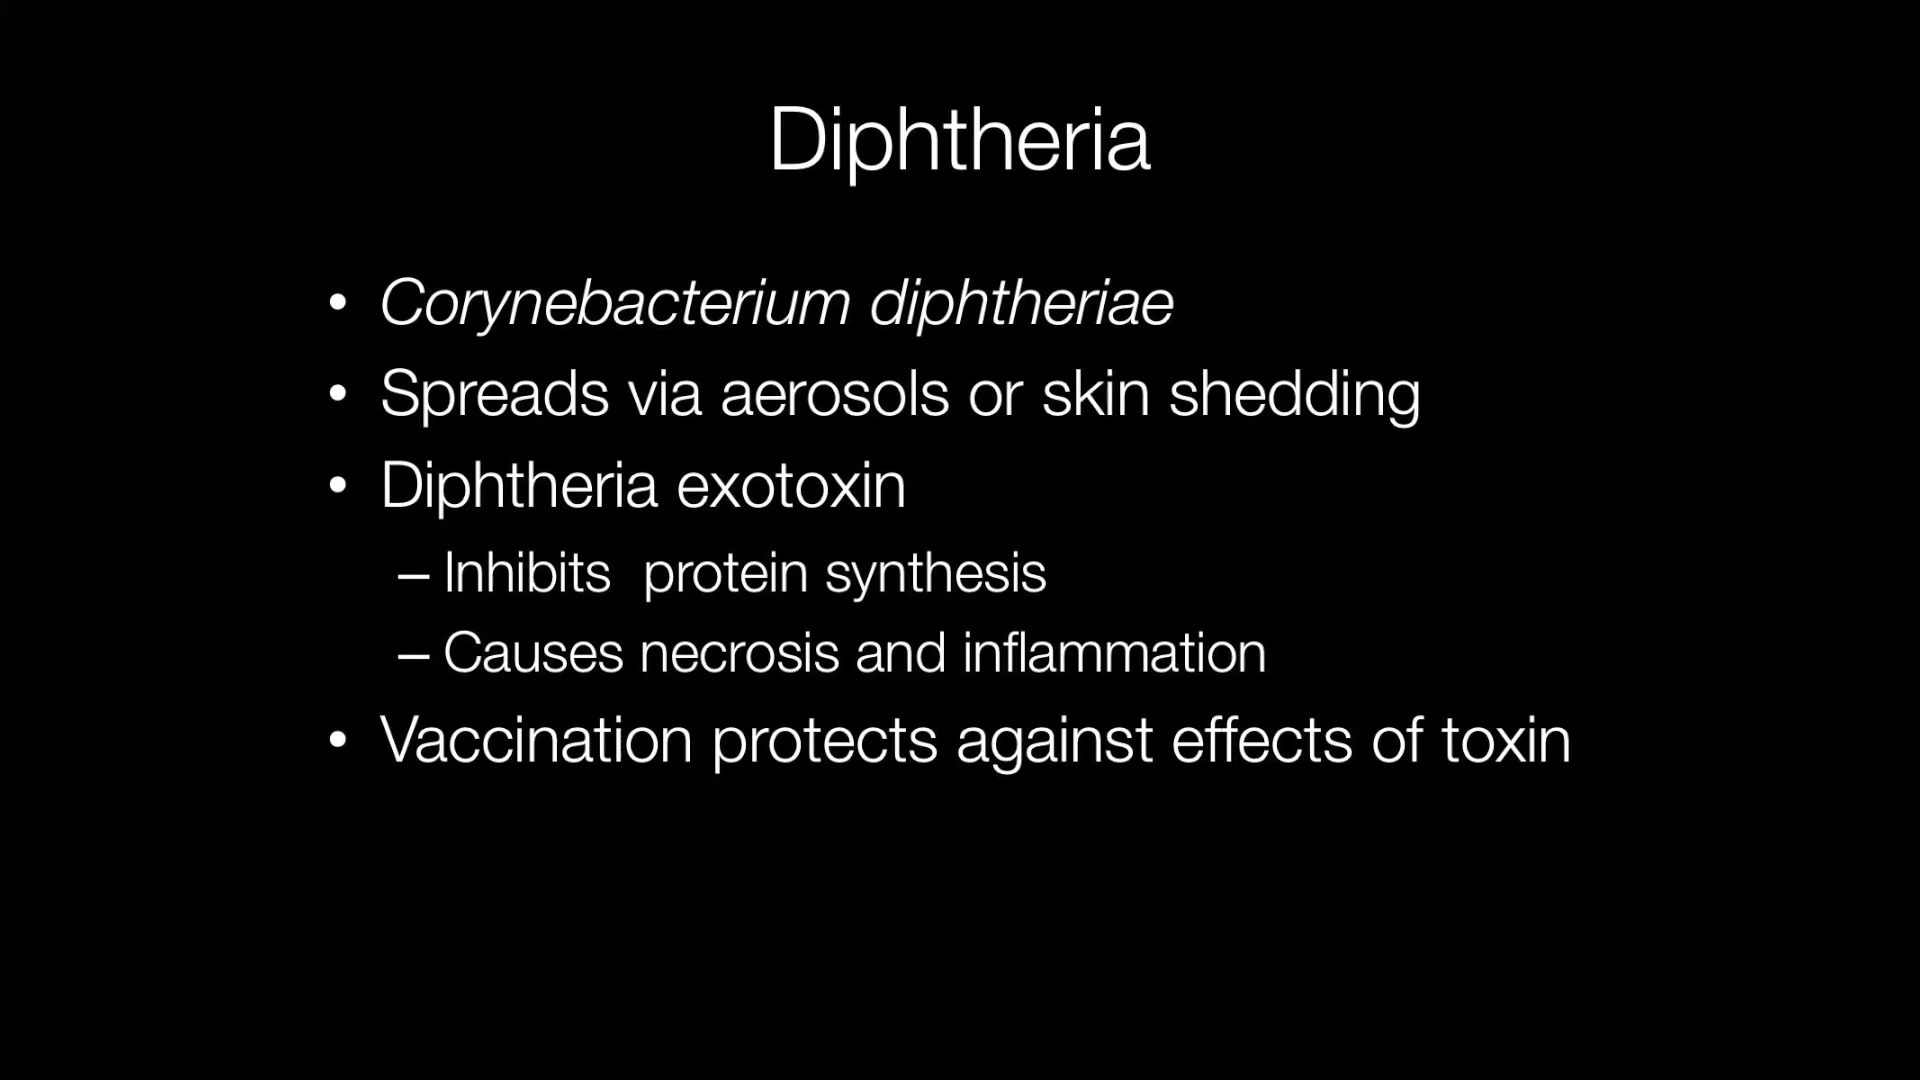 Diphtheria
• Corynebacterium diphtheriae
• Spreads via aerosols or skin shedding
• Diphtheria exotoxin
– Inhibits  protein synthesis
– Causes necrosis and inflammation
• Vaccination protects against effects of toxin